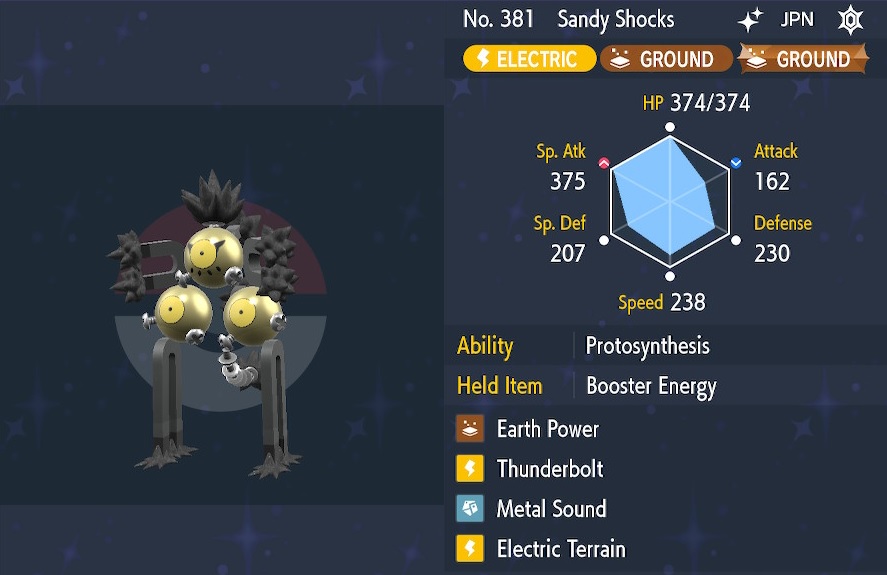 No. 381 Sandy Shocks JPN
ELECTRIC GROUND GROUND
HP 374/374
Sp. Atk 375
Attack 162
Sp. Def 207
Defense 230
Speed 238
Ability Protosynthesis
Held Item Booster Energy
Earth Power
Thunderbolt
Metal Sound
Electric Terrain